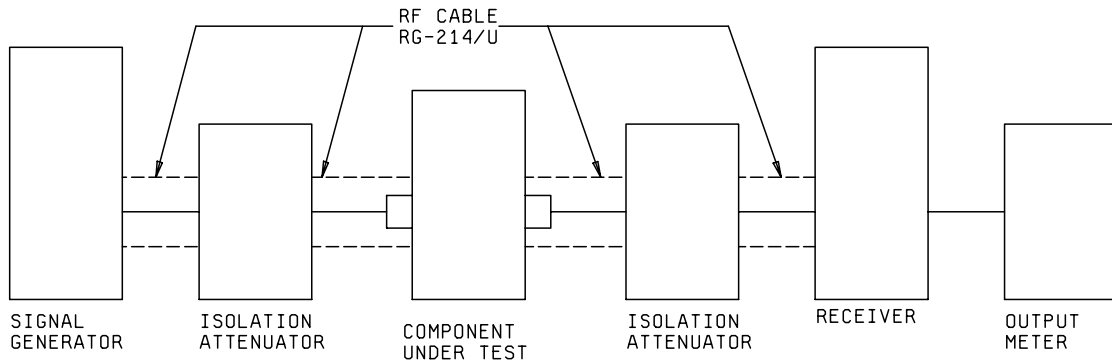 RF CABLE
RG-214/U
SIGNAL
GENERATOR
ISOLATION
ATTENUATOR
COMPONENT
UNDER TEST
ISOLATION
ATTENUATOR
RECEIVER
OUTPUT
METER